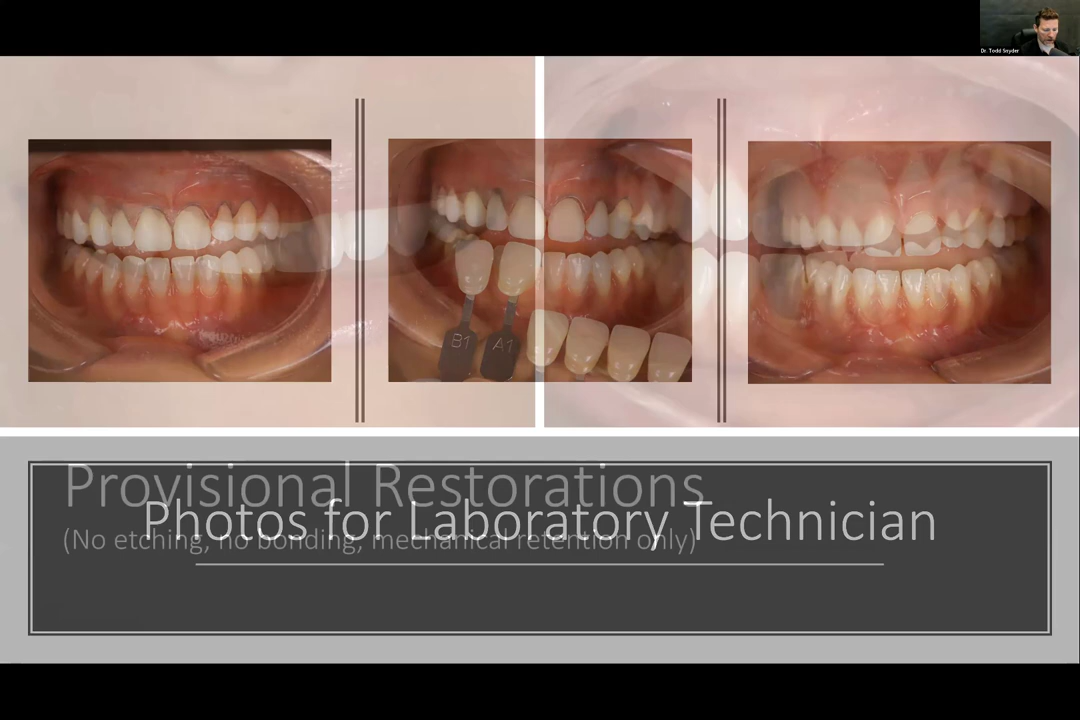 Dr. Todd Snyder
B1 A1
Provisional Restorations
Photos for Laboratory Technician
(No etching, no bonding, mechanical retention only)